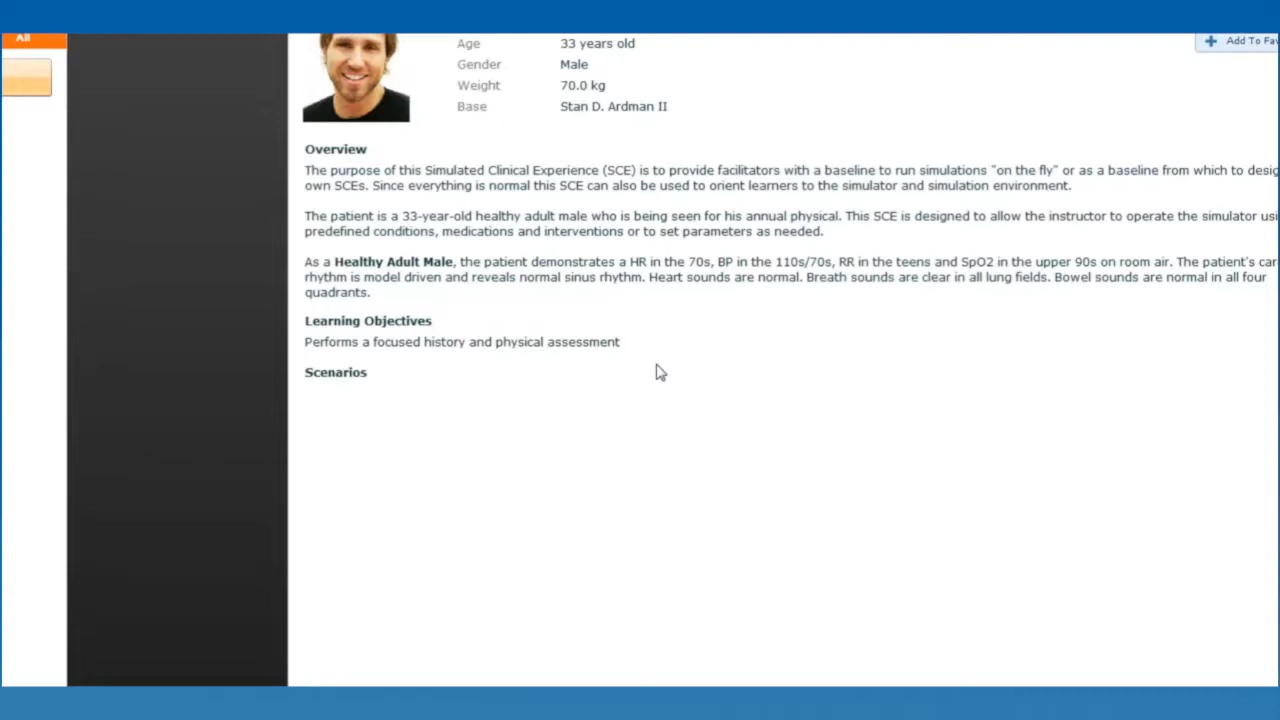 All
Age 33 years old
Add To Fav
Gender Male
Weight 70.0 kg
Base Stan D. Ardman II
Overview
The purpose of this Simulated Clinical Experience (SCE) is to provide facilitators with a baseline to run simulations "on the fly" or as a baseline from which to desig
own SCEs. Since everything is normal this SCE can also be used to orient learners to the simulator and simulation environment.
The patient is a 33-year-old healthy adult male who is being seen for his annual physical. This SCE is designed to allow the instructor to operate the simulator usi
predefined conditions, medications and interventions or to set parameters as needed.
As a Healthy Adult Male, the patient demonstrates a HR in the 70s, BP in the 110s/70s, RR in the teens and SpO2 in the upper 90s on room air. The patient's car
rhythm is model driven and reveals normal sinus rhythm. Heart sounds are normal. Breath sounds are clear in all lung fields. Bowel sounds are normal in all four
quadrants.
Learning Objectives
Performs a focused history and physical assessment
Scenarios